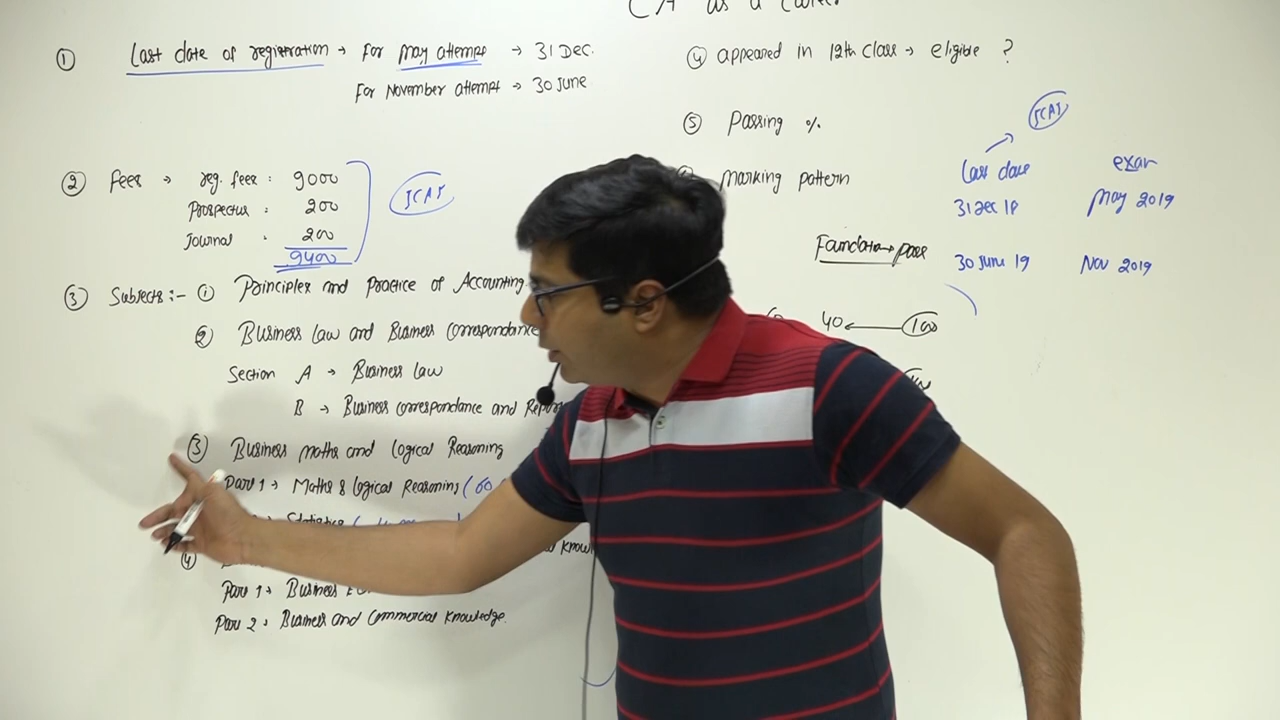 CA as a Career
① Last date of registration → For May attempt → 31 Dec.
For November attempt → 30 June
② Fees → reg. fees : 9000
Prospectus : 200
Journal : 200
9400
ICAI
③ Subjects :- ① Principles and Practice of Accounting
② Business law and Business Correspondance
Section A → Business law
B → Business correspondance and
③ Business maths and logical Reasoning
Part 1 → Maths & logical Reasoning (60
Statistics (
④
Part 1 → Business
Part 2 → Business and Commercial Knowledge.
④ appeared in 12th class → eligible ?
⑤ Passing %
Marking pattern
ICAI
last date exam
31 Dec 18 May 2019
30 June 19 Nov 2019
Foundation → pass
40 ← 100